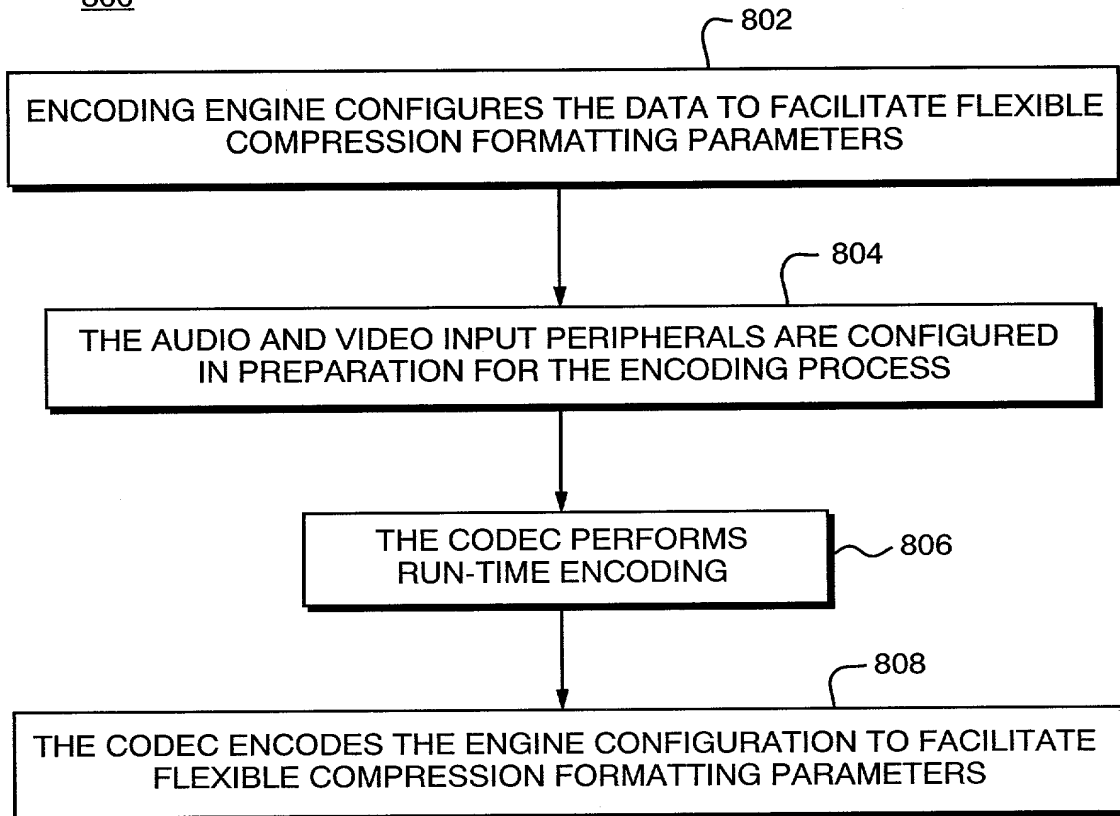 802
ENCODING ENGINE CONFIGURES THE DATA TO FACILITATE FLEXIBLE
COMPRESSION FORMATTING PARAMETERS
804
THE AUDIO AND VIDEO INPUT PERIPHERALS ARE CONFIGURED
IN PREPARATION FOR THE ENCODING PROCESS
THE CODEC PERFORMS
RUN-TIME ENCODING
806
808
THE CODEC ENCODES THE ENGINE CONFIGURATION TO FACILITATE
FLEXIBLE COMPRESSION FORMATTING PARAMETERS